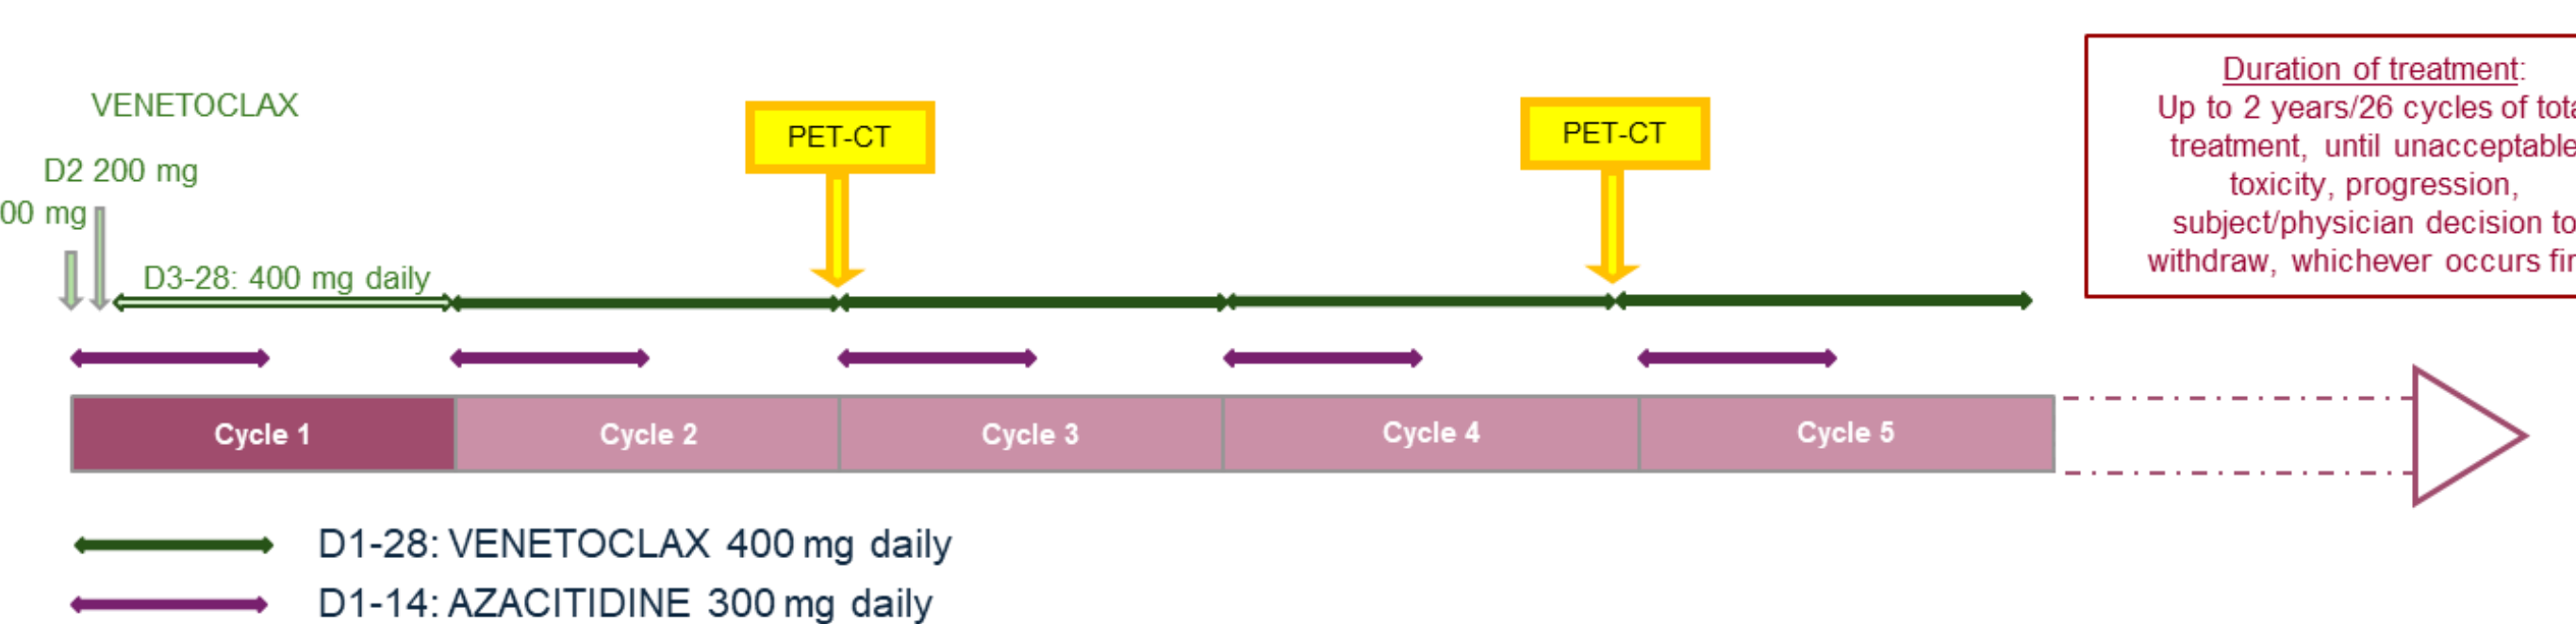 VENETOCLAX
D2 200 mg
00 mg
D3-28: 400 mg daily
PET-CT
PET-CT
Duration of treatment:
Up to 2 years/26 cycles of
treatment, until unacceptable
toxicity, progression,
subject/physician decision to
withdraw, whichever occurs
Cycle 1
Cycle 2
Cycle 3
Cycle 4
Cycle 5
D1-28: VENETOCLAX 400 mg daily
D1-14: AZACITIDINE 300 mg daily